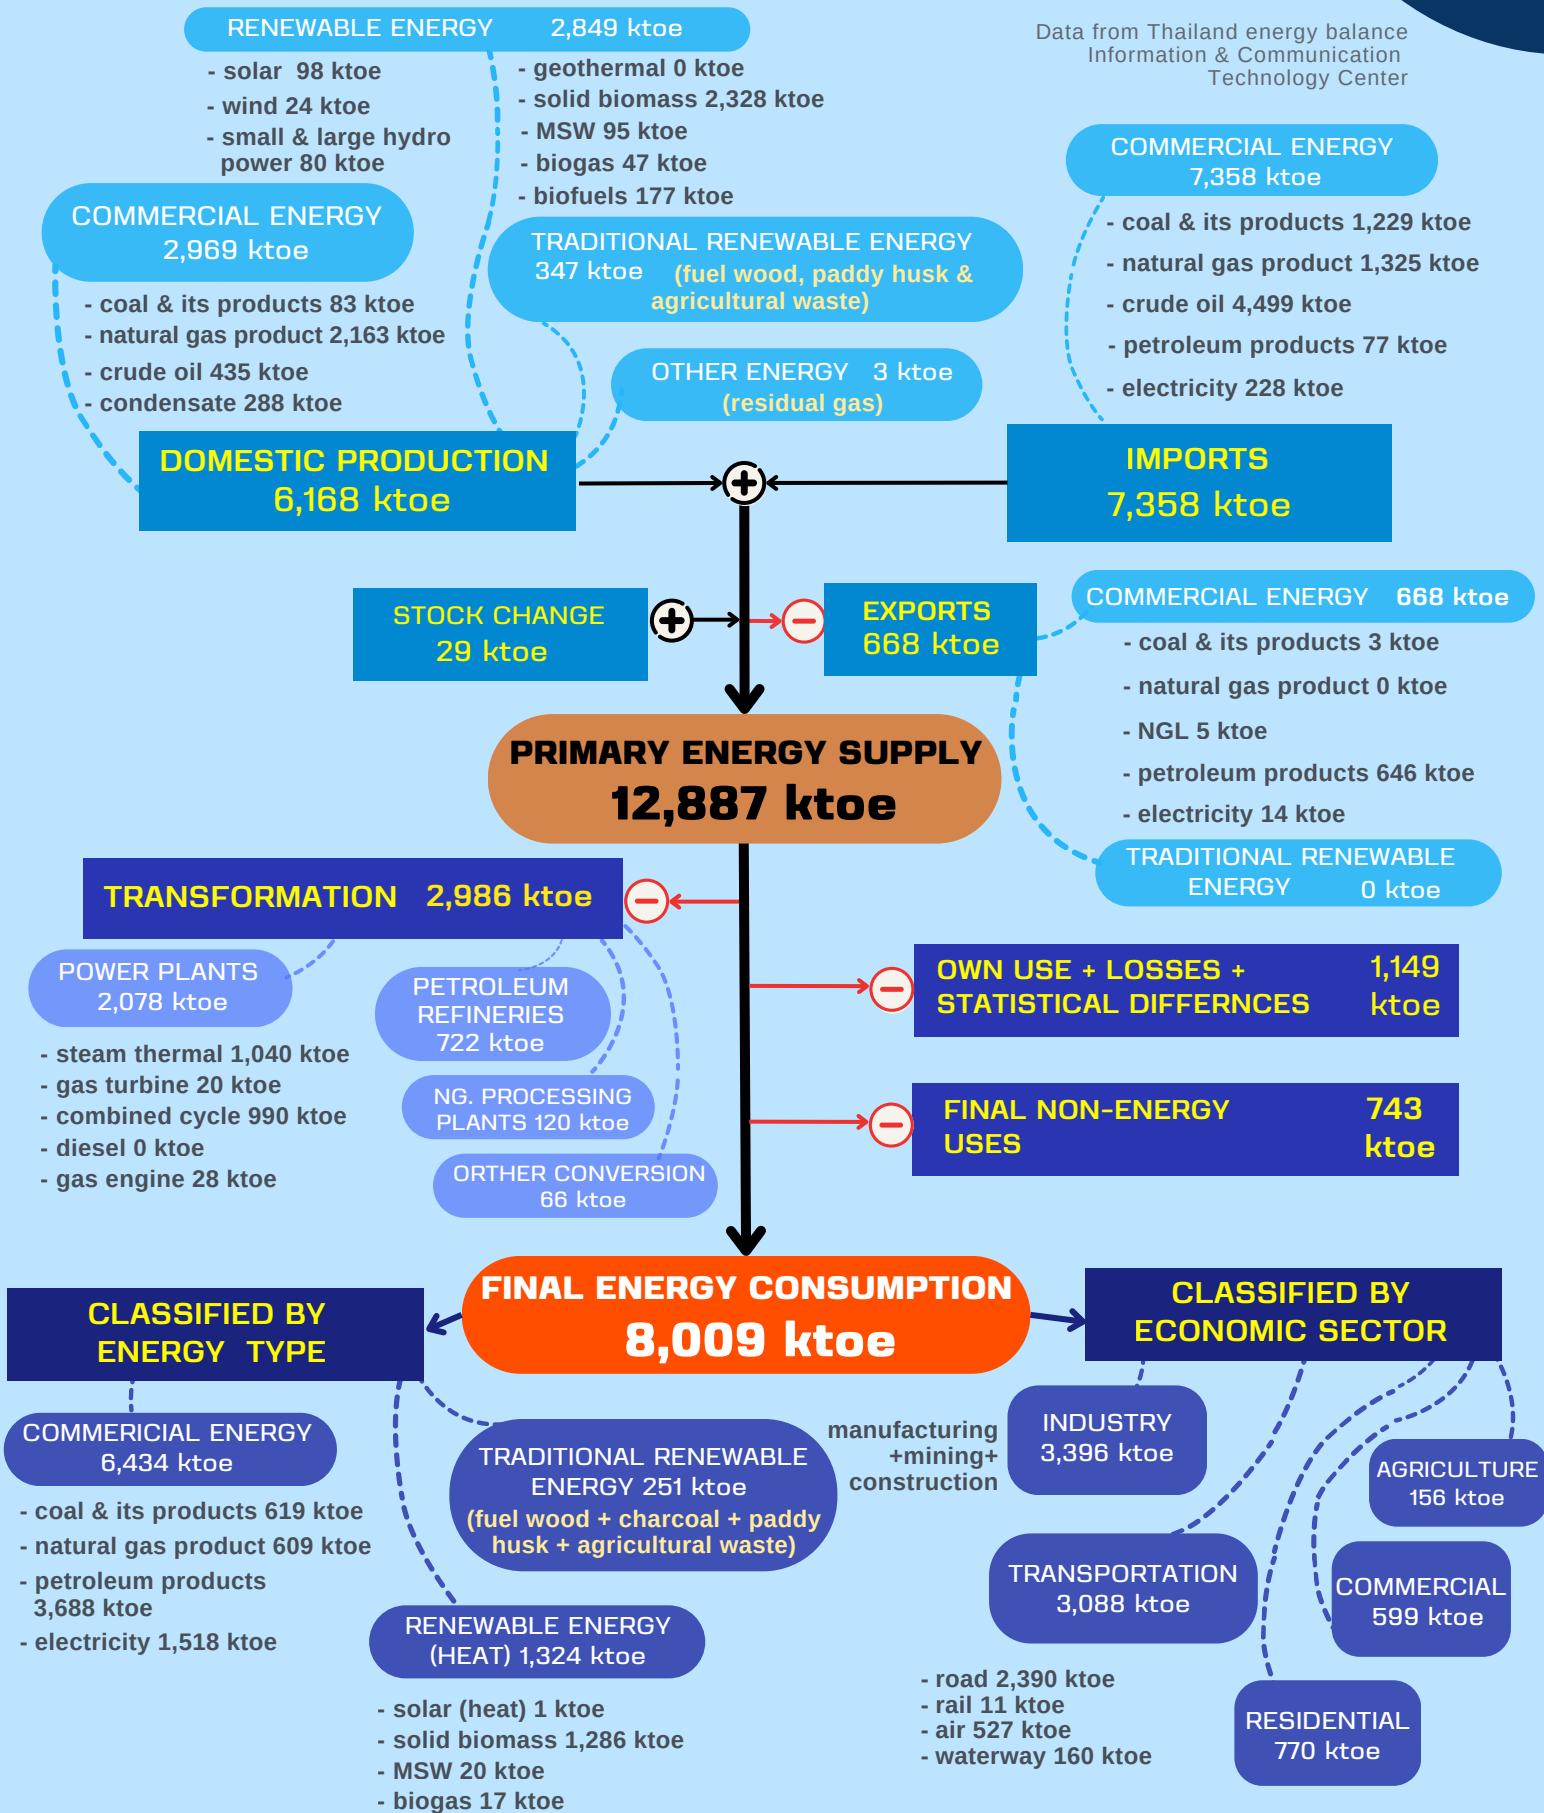 Data from Thailand energy balance
Information & Communication
Technology Center
RENEWABLE ENERGY 2,849 ktoe
- solar 98 ktoe
- wind 24 ktoe
- small & large hydro
power 80 ktoe
- geothermal 0 ktoe
- solid biomass 2,328 ktoe
- MSW 95 ktoe
- biogas 47 ktoe
- biofuels 177 ktoe
COMMERCIAL ENERGY
2,969 ktoe
- coal & its products 83 ktoe
- natural gas product 2,163 ktoe
- crude oil 435 ktoe
- condensate 288 ktoe
TRADITIONAL RENEWABLE ENERGY
347 ktoe (fuel wood, paddy husk &
agricultural waste)
OTHER ENERGY 3 ktoe
(residual gas)
COMMERCIAL ENERGY
7,358 ktoe
- coal & its products 1,229 ktoe
- natural gas product 1,325 ktoe
- crude oil 4,499 ktoe
- petroleum products 77 ktoe
- electricity 228 ktoe
DOMESTIC PRODUCTION
6,168 ktoe
IMPORTS
7,358 ktoe
STOCK CHANGE
29 ktoe
EXPORTS
668 ktoe
COMMERCIAL ENERGY 668 ktoe
- coal & its products 3 ktoe
- natural gas product 0 ktoe
- NGL 5 ktoe
- petroleum products 646 ktoe
- electricity 14 ktoe
TRADITIONAL RENEWABLE
ENERGY 0 ktoe
PRIMARY ENERGY SUPPLY
12,887 ktoe
TRANSFORMATION 2,986 ktoe
POWER PLANTS
2,078 ktoe
- steam thermal 1,040 ktoe
- gas turbine 20 ktoe
- combined cycle 990 ktoe
- diesel 0 ktoe
- gas engine 28 ktoe
PETROLEUM
REFINERIES
722 ktoe
NG. PROCESSING
PLANTS 120 ktoe
ORTHER CONVERSION
66 ktoe
OWN USE + LOSSES +
STATISTICAL DIFFERNCES
1,149
ktoe
FINAL NON-ENERGY
USES
743
ktoe
FINAL ENERGY CONSUMPTION
8,009 ktoe
CLASSIFIED BY
ENERGY TYPE
COMMERICIAL ENERGY
6,434 ktoe
- coal & its products 619 ktoe
- natural gas product 609 ktoe
- petroleum products
3,688 ktoe
- electricity 1,518 ktoe
TRADITIONAL RENEWABLE
ENERGY 251 ktoe
(fuel wood + charcoal + paddy
husk + agricultural waste)
RENEWABLE ENERGY
(HEAT) 1,324 ktoe
- solar (heat) 1 ktoe
- solid biomass 1,286 ktoe
- MSW 20 ktoe
- biogas 17 ktoe
CLASSIFIED BY
ECONOMIC SECTOR
manufacturing
+mining+
construction
INDUSTRY
3,396 ktoe
TRANSPORTATION
3,088 ktoe
- road 2,390 ktoe
- rail 11 ktoe
- air 527 ktoe
- waterway 160 ktoe
AGRICULTURE
156 ktoe
COMMERCIAL
599 ktoe
RESIDENTIAL
770 ktoe